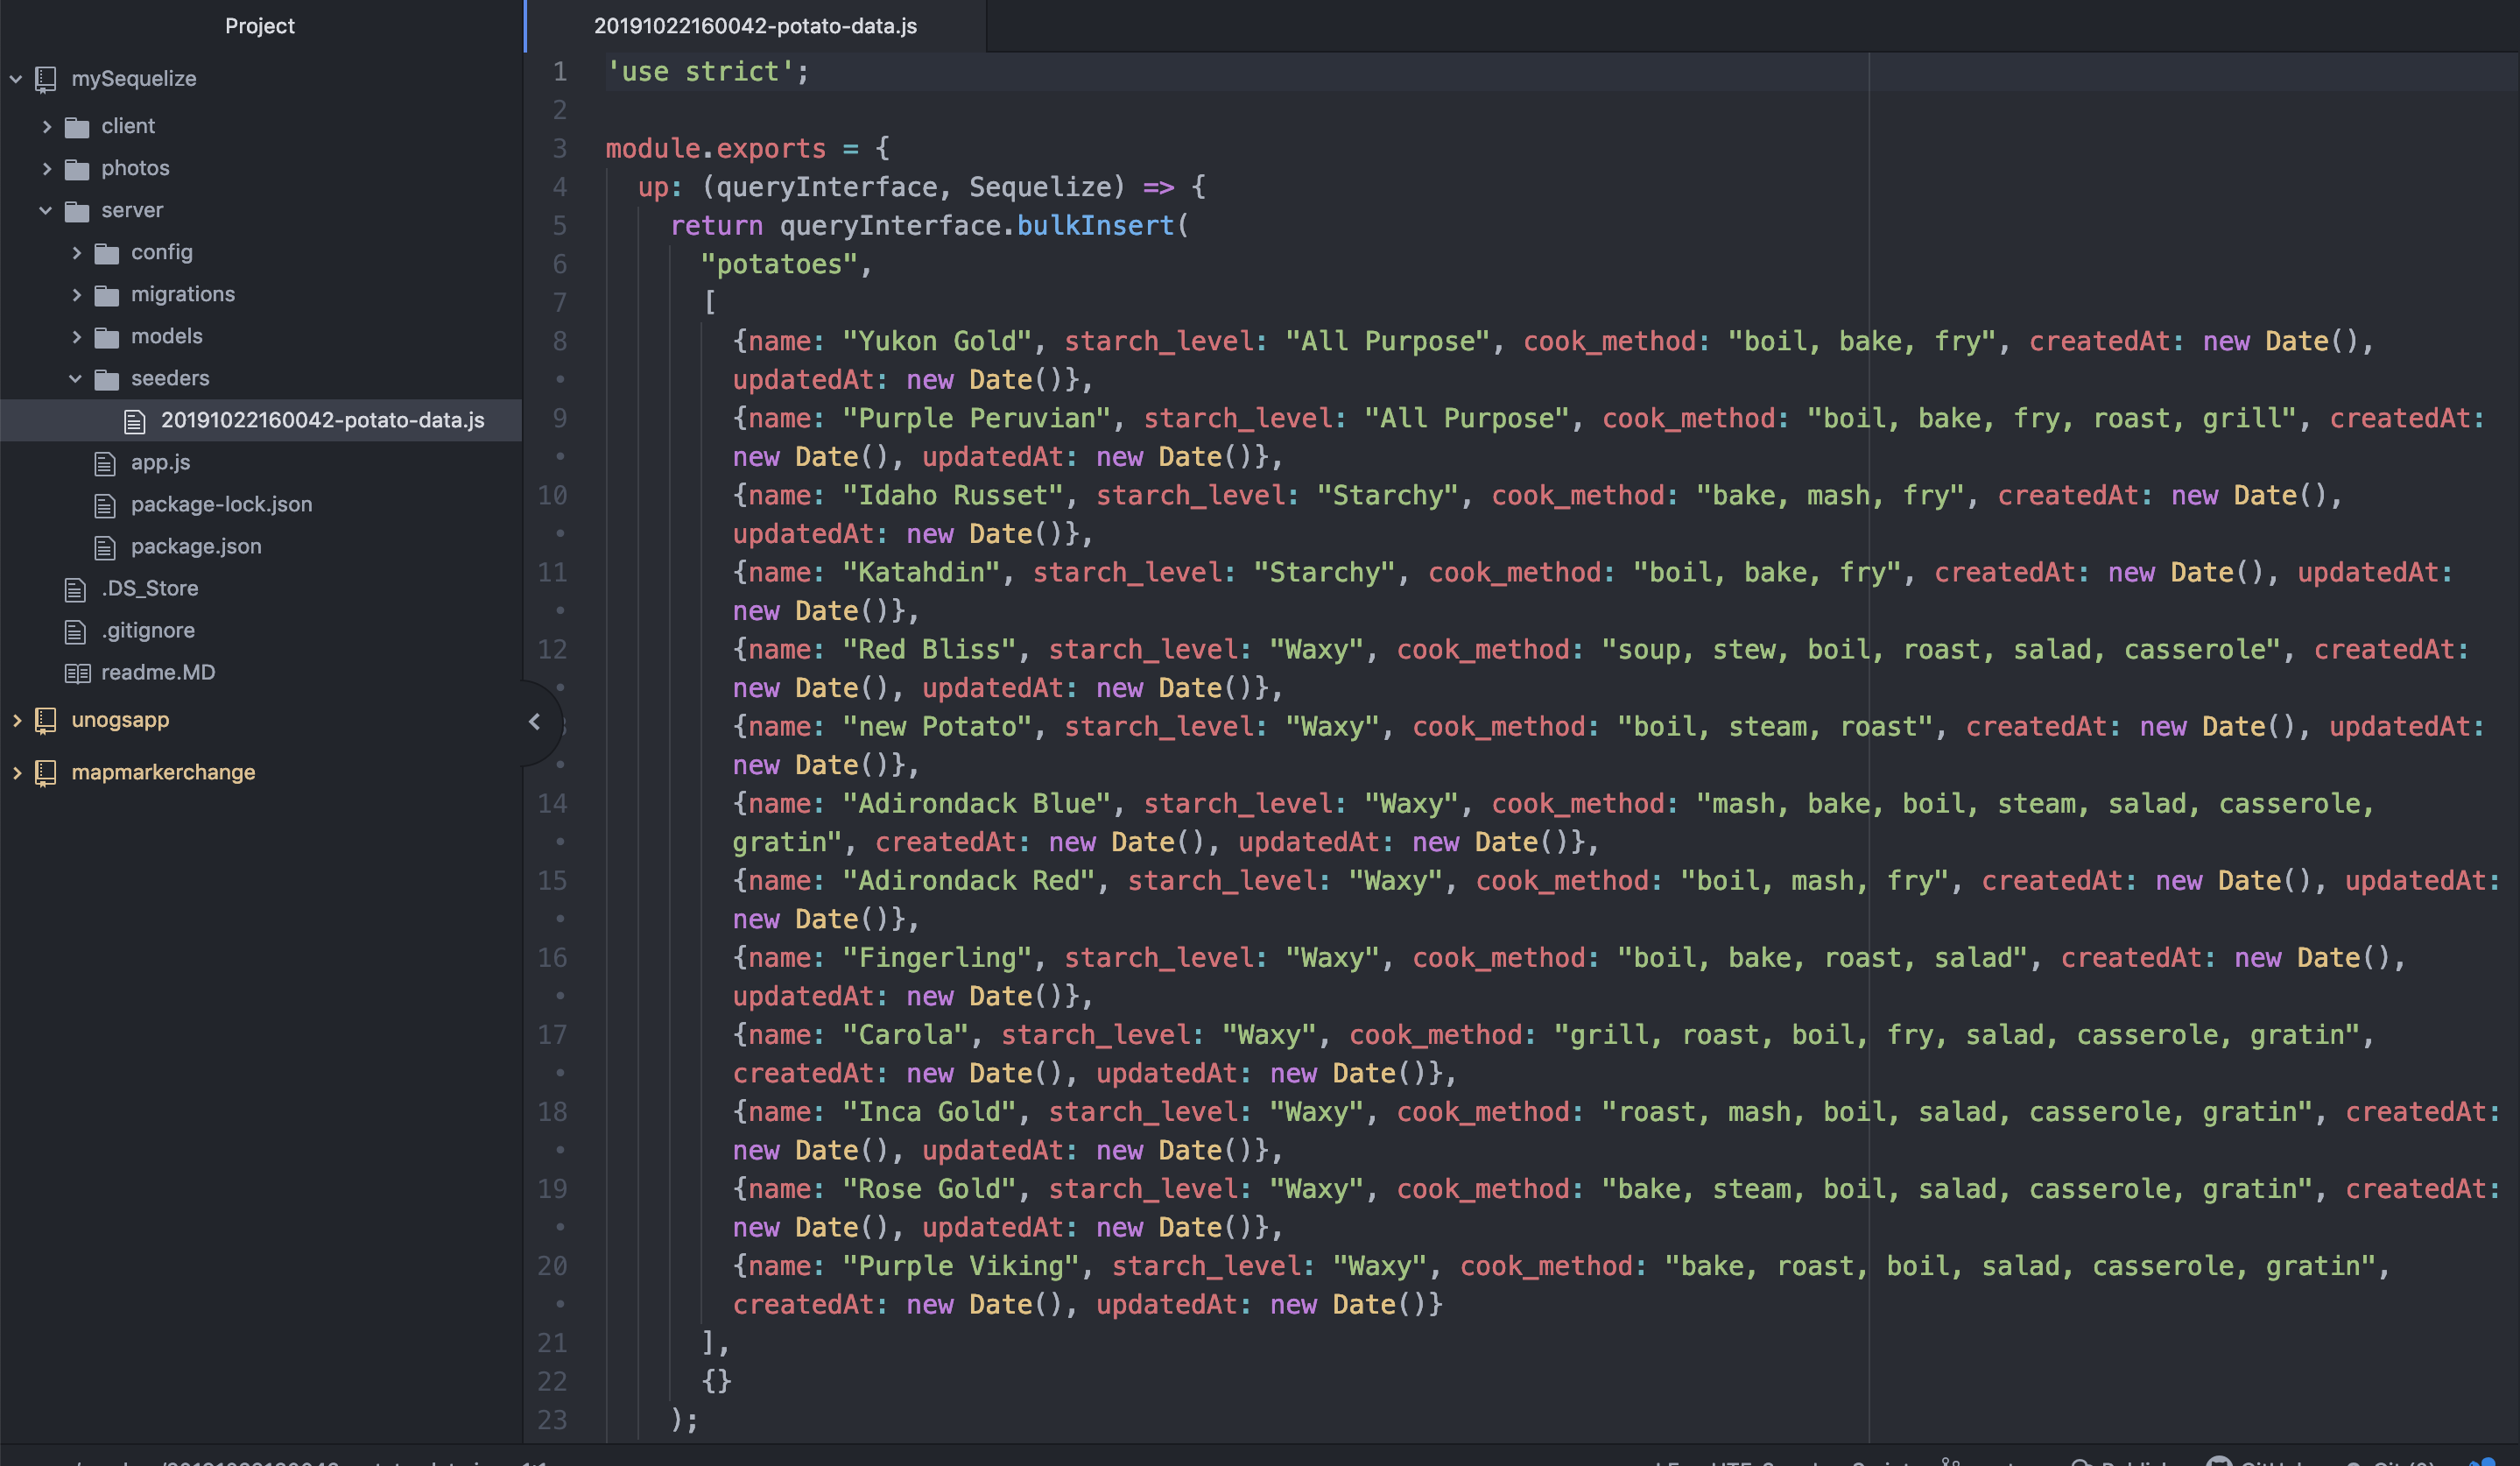 Project
mySequelize
client
photos
server
config
migrations
models
seeders
20191022160042-potato-data.js
app.js
package-lock.json
package.json
.DS_Store
.gitignore
readme.MD
unogsapp
mapmarkerchange
20191022160042-potato-data.js
1 'use strict';
2
3 module.exports = {
4 up: (queryInterface, Sequelize) => {
5 return queryInterface.bulkInsert(
6 "potatoes",
7 [
8 {name: "Yukon Gold", starch_level: "All Purpose", cook_method: "boil, bake, fry", createdAt: new Date(),
• updatedAt: new Date()},
9 {name: "Purple Peruvian", starch_level: "All Purpose", cook_method: "boil, bake, fry, roast, grill", createdAt:
• new Date(), updatedAt: new Date()},
10 {name: "Idaho Russet", starch_level: "Starchy", cook_method: "bake, mash, fry", createdAt: new Date(),
• updatedAt: new Date()},
11 {name: "Katahdin", starch_level: "Starchy", cook_method: "boil, bake, fry", createdAt: new Date(), updatedAt:
• new Date()},
12 {name: "Red Bliss", starch_level: "Waxy", cook_method: "soup, stew, boil, roast, salad, casserole", createdAt:
• new Date(), updatedAt: new Date()},
{name: "new Potato", starch_level: "Waxy", cook_method: "boil, steam, roast", createdAt: new Date(), updatedAt:
• new Date()},
14 {name: "Adirondack Blue", starch_level: "Waxy", cook_method: "mash, bake, boil, steam, salad, casserole,
• gratin", createdAt: new Date(), updatedAt: new Date()},
15 {name: "Adirondack Red", starch_level: "Waxy", cook_method: "boil, mash, fry", createdAt: new Date(), updatedAt:
• new Date()},
16 {name: "Fingerling", starch_level: "Waxy", cook_method: "boil, bake, roast, salad", createdAt: new Date(),
• updatedAt: new Date()},
17 {name: "Carola", starch_level: "Waxy", cook_method: "grill, roast, boil, fry, salad, casserole, gratin",
• createdAt: new Date(), updatedAt: new Date()},
18 {name: "Inca Gold", starch_level: "Waxy", cook_method: "roast, mash, boil, salad, casserole, gratin", createdAt:
• new Date(), updatedAt: new Date()},
19 {name: "Rose Gold", starch_level: "Waxy", cook_method: "bake, steam, boil, salad, casserole, gratin", createdAt:
• new Date(), updatedAt: new Date()},
20 {name: "Purple Viking", starch_level: "Waxy", cook_method: "bake, roast, boil, salad, casserole, gratin",
• createdAt: new Date(), updatedAt: new Date()}
21 ],
22 {}
23 );